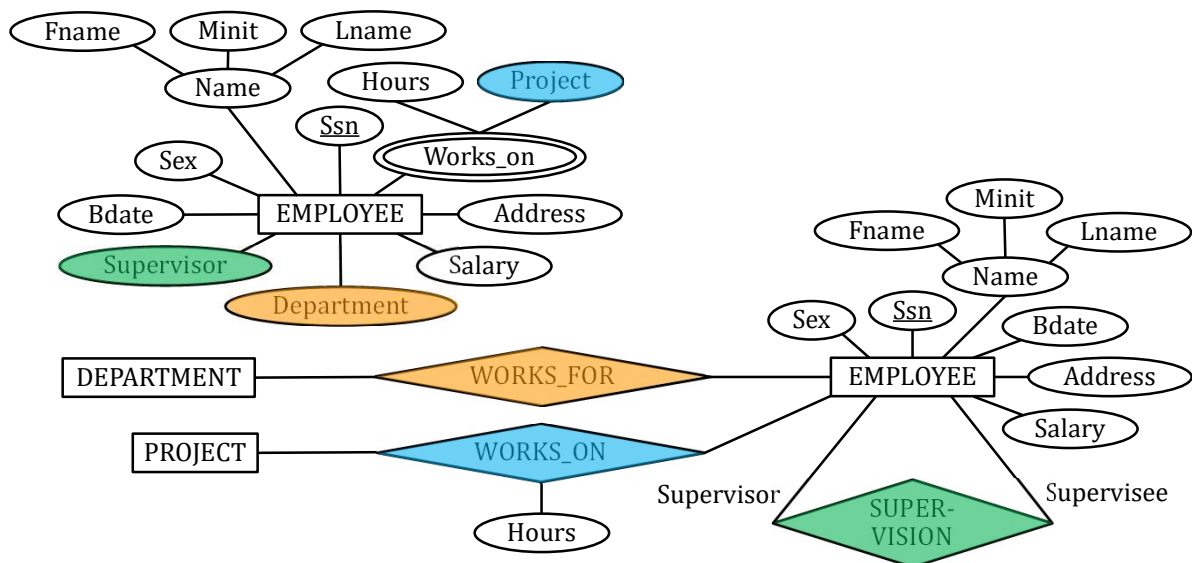 Fname
Minit
Lname
Name
Hours
Project
Ssn
Works_on
Sex
Bdate
EMPLOYEE
Address
Supervisor
Salary
Department
Minit
Fname
Lname
Name
Ssn
Sex
Bdate
DEPARTMENT
WORKS_FOR
EMPLOYEE
Address
Salary
PROJECT
WORKS_ON
Supervisor
Supervisee
Hours
SUPER-
VISION